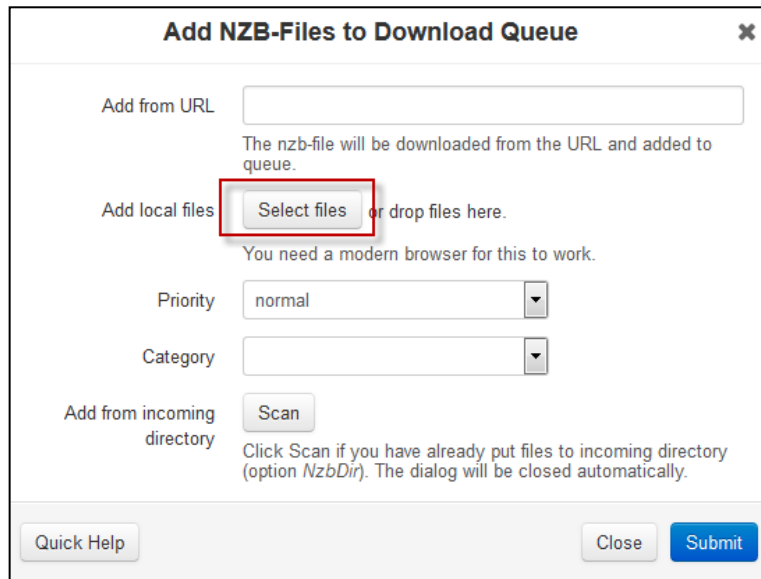 Add NZB-Files to Download Queue
Add from URL
The nzb-file will be downloaded from the URL and added to
queue.
Add local files Select files or drop files here.
You need a modern browser for this to work.
Priority normal
Category
Add from incoming
directory
Scan
Click Scan if you have already put files to incoming directory
(option NzbDir). The dialog will be closed automatically.
Quick Help Close Submit